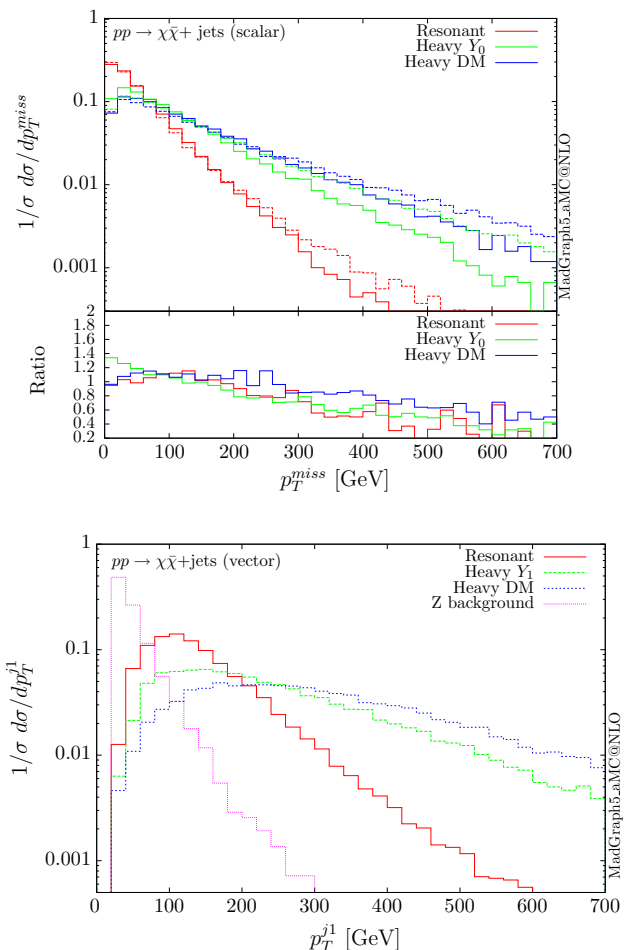 pp → χχ̄+ jets (scalar)
Resonant
Heavy Y₀
Heavy DM
1
0.1
0.01
0.001
1/σ dσ/dp_T^{miss}
MadGraph5_aMC@NLO
Resonant
Heavy Y₀
Heavy DM
2
1.8
1.6
1.4
1.2
1
0.8
0.6
0.4
0.2
Ratio
0 100 200 300 400 500 600 700
p_T^{miss} [GeV]
pp → χχ̄+jets (vector)
Resonant
Heavy Y₁
Heavy DM
Z background
1
0.1
0.01
0.001
1/σ dσ/dp_T^{j1}
MadGraph5_aMC@NLO
0 100 200 300 400 500 600 700
p_T^{j1} [GeV]